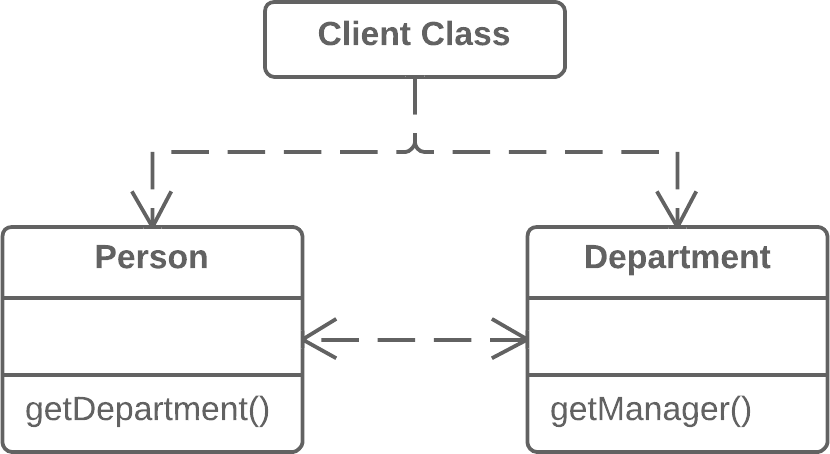 Client Class
Person
Department
getDepartment()
getManager()